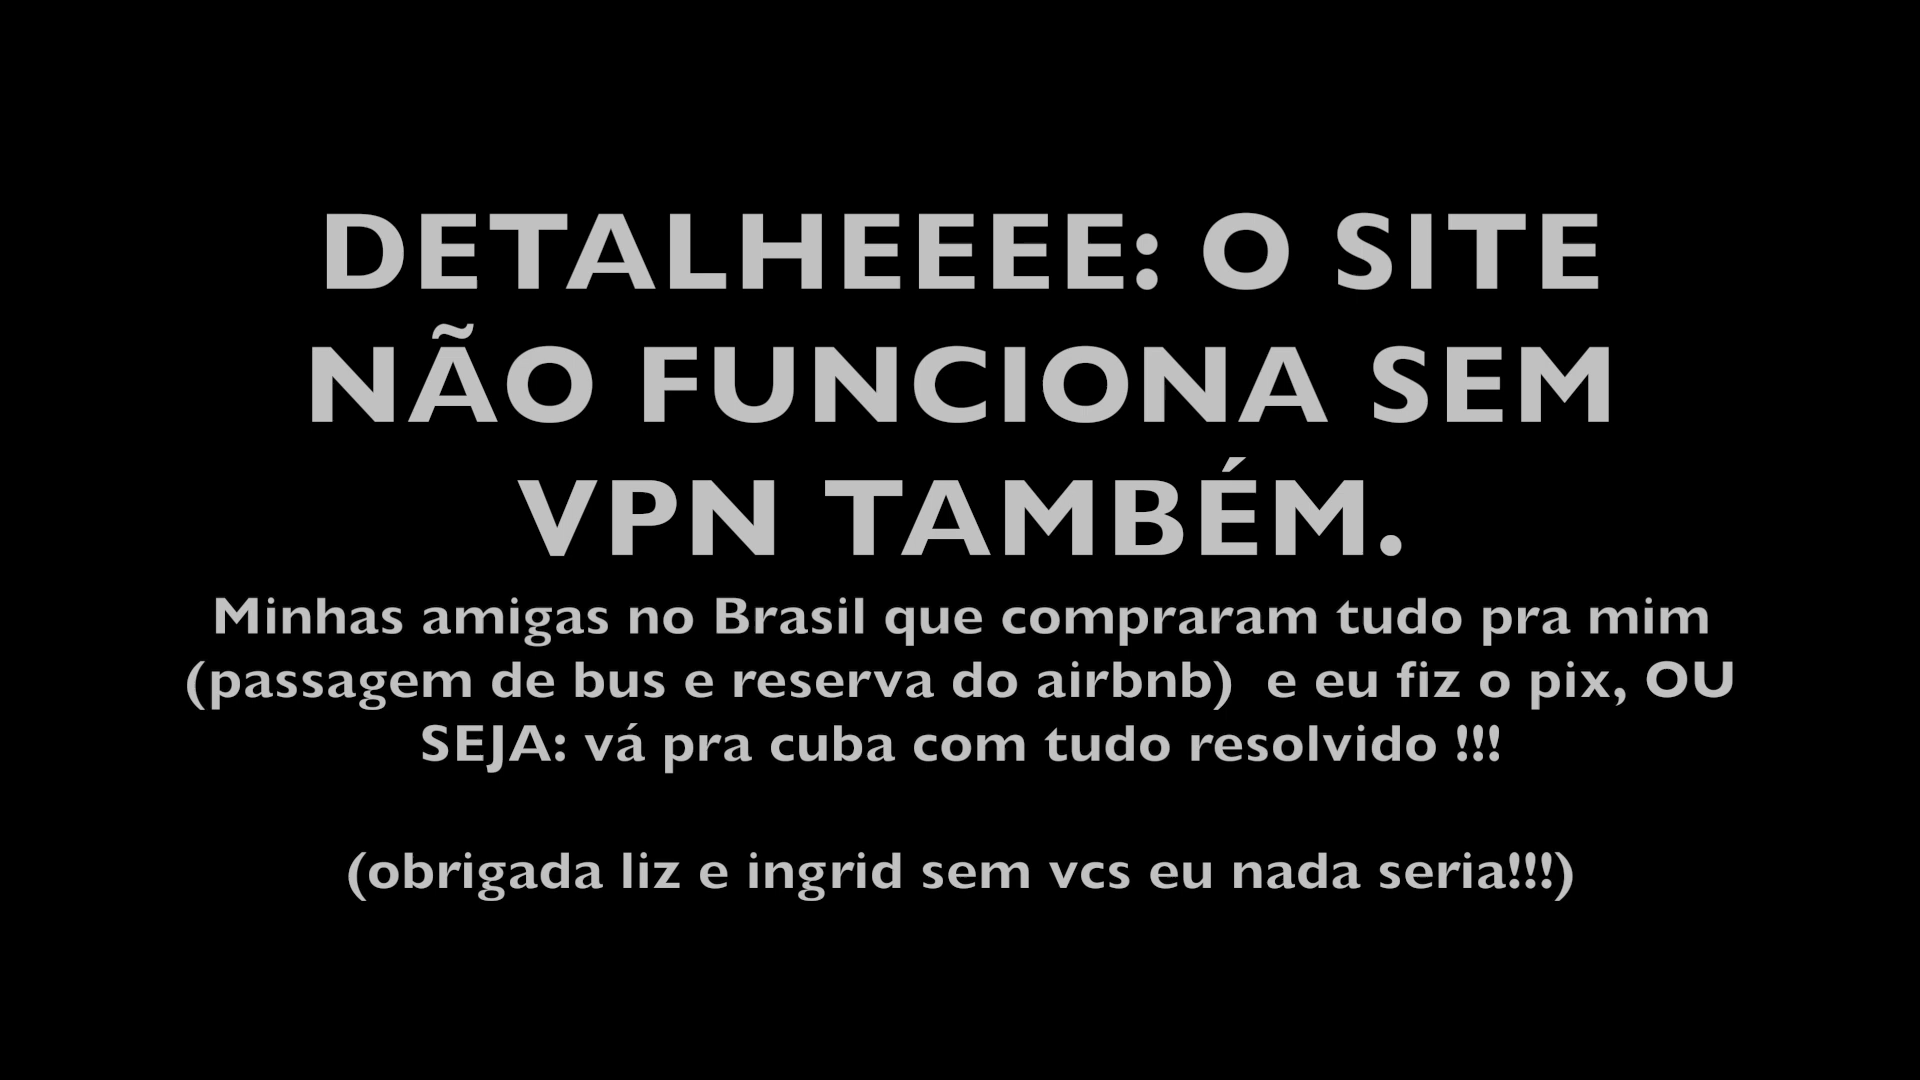 DETALHEEEE: O SITE
NÃO FUNCIONA SEM
VPN TAMBÉM.
Minhas amigas no Brasil que compraram tudo pra mim
(passagem de bus e reserva do airbnb)  e eu fiz o pix, OU
SEJA: vá pra cuba com tudo resolvido !!!
(obrigada liz e ingrid sem vcs eu nada seria!!!)